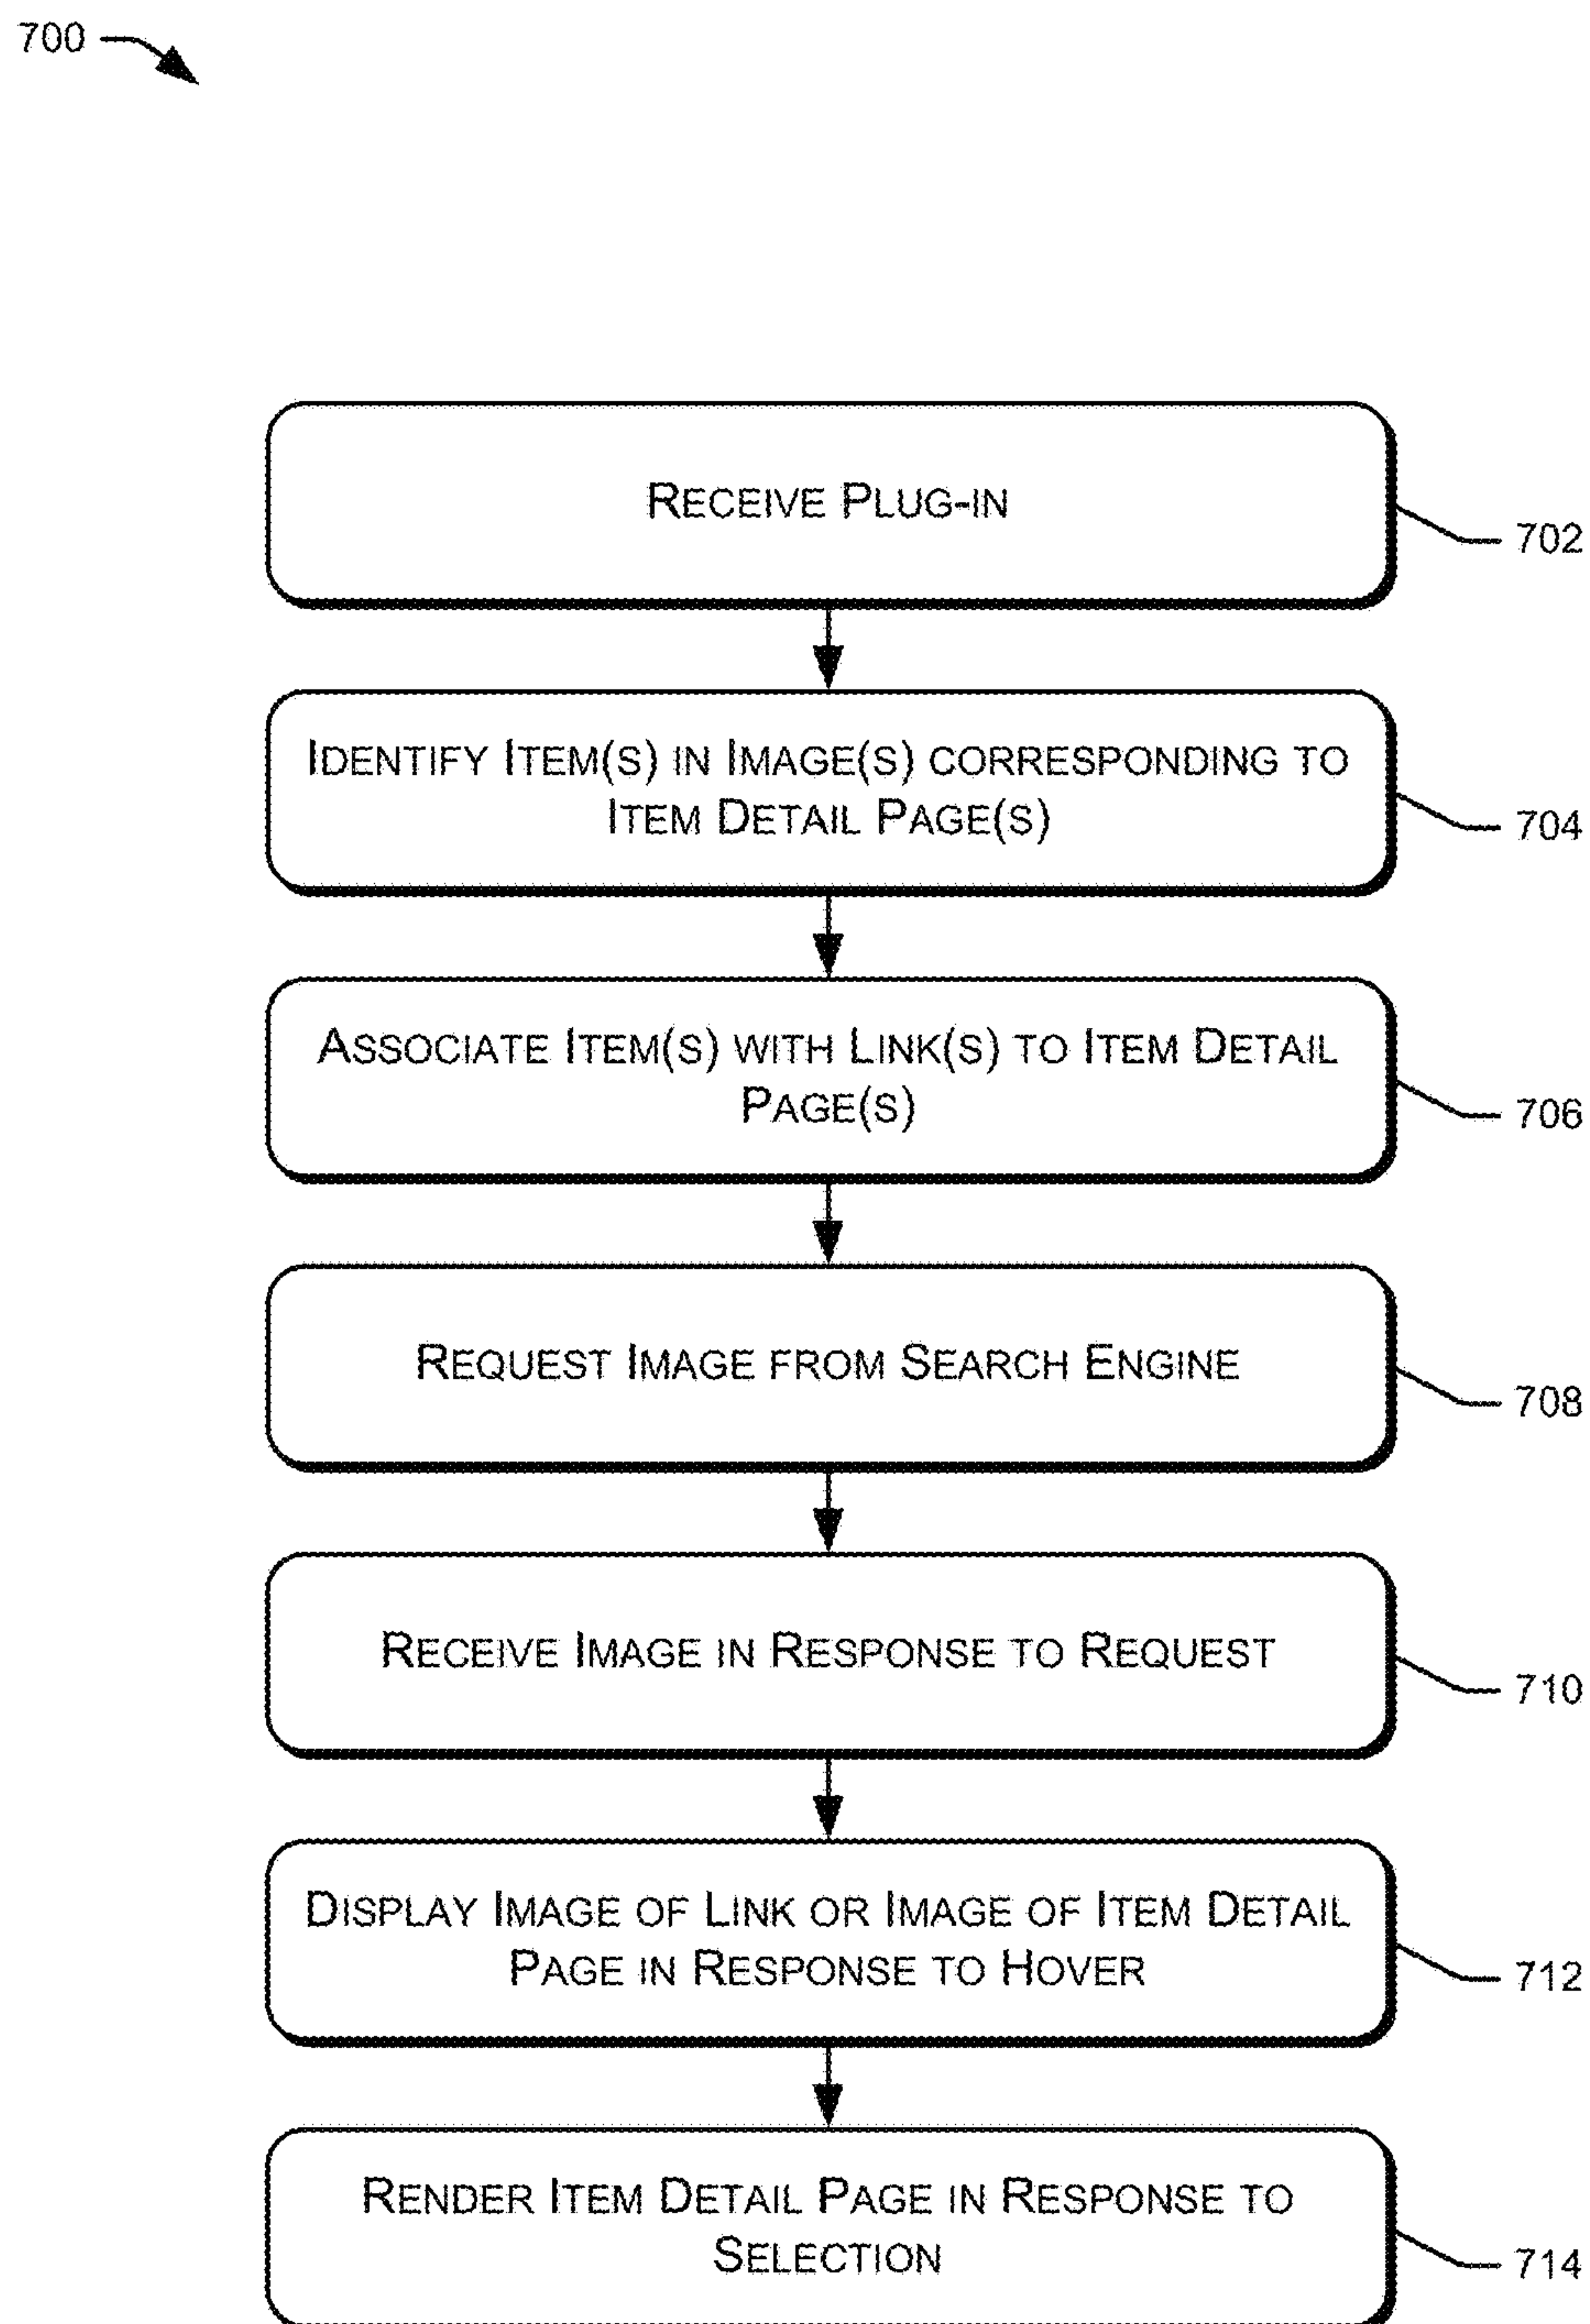 700
RECEIVE PLUG-IN
702
IDENTIFY ITEM(S) IN IMAGE(S) CORRESPONDING TO
ITEM DETAIL PAGE(S)
704
ASSOCIATE ITEM(S) WITH LINK(S) TO ITEM DETAIL
PAGE(S)
706
REQUEST IMAGE FROM SEARCH ENGINE
708
RECEIVE IMAGE IN RESPONSE TO REQUEST
710
DISPLAY IMAGE OF LINK OR IMAGE OF ITEM DETAIL
PAGE IN RESPONSE TO HOVER
712
RENDER ITEM DETAIL PAGE IN RESPONSE TO
SELECTION
714